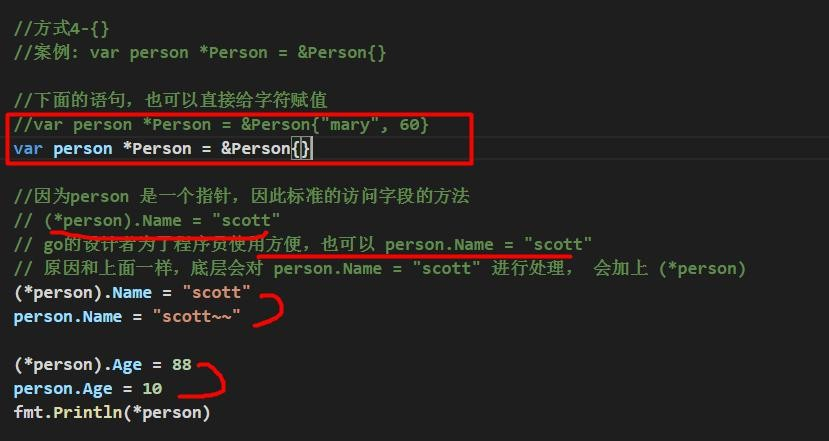 //方式4-{}
//案例: var person *Person = &Person{}
//下面的语句，也可以直接给字符赋值
//var person *Person = &Person{"mary", 60}
var person *Person = &Person{}
//因为person 是一个指针，因此标准的访问字段的方法
// (*person).Name = "scott"
// go的设计者为了程序员使用方便，也可以 person.Name = "scott"
// 原因和上面一样，底层会对 person.Name = "scott" 进行处理， 会加上 (*person)
(*person).Name = "scott"
person.Name = "scott~~"
(*person).Age = 88
person.Age = 10
fmt.Println(*person)